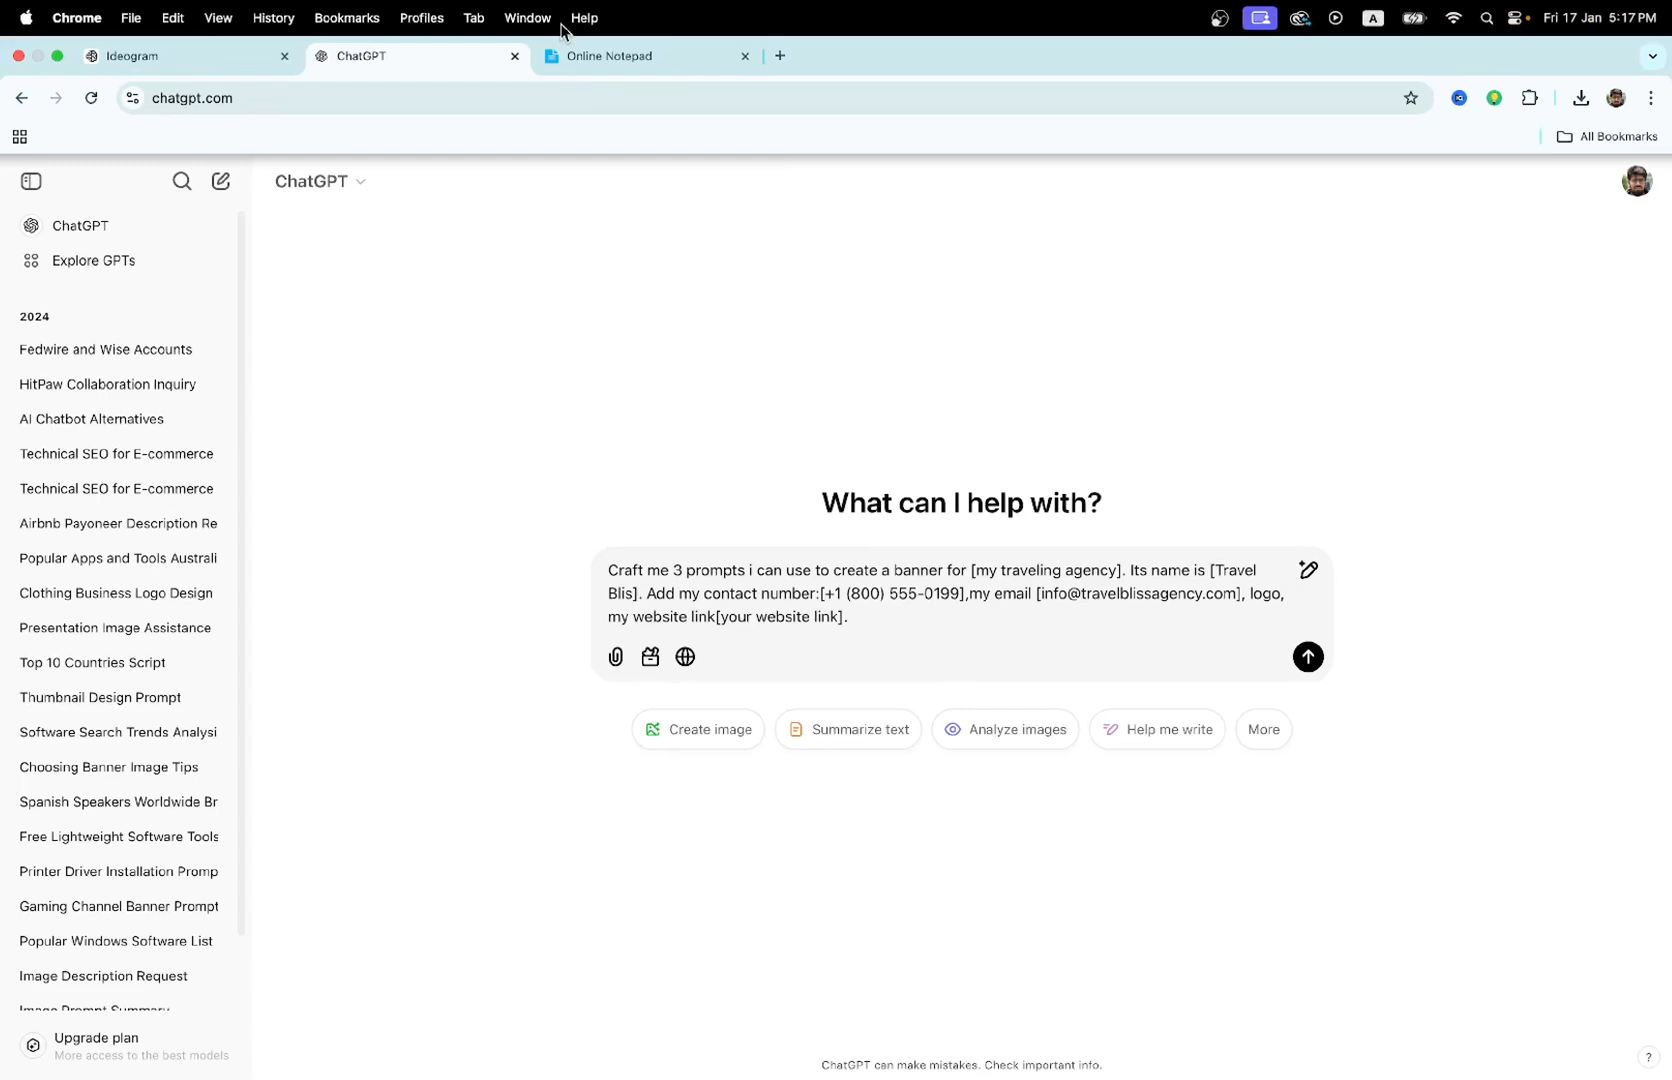 Chrome File Edit View History Bookmarks Profiles Tab Window Help A Fri 17 Jan 5:17 PM
Ideogram ChatGPT Online Notepad
chatgpt.com
All Bookmarks
ChatGPT
ChatGPT
Explore GPTs
2024
Fedwire and Wise Accounts
HitPaw Collaboration Inquiry
AI Chatbot Alternatives
Technical SEO for E-commerce
Technical SEO for E-commerce
Airbnb Payoneer Description Re
Popular Apps and Tools Australi
Clothing Business Logo Design
Presentation Image Assistance
Top 10 Countries Script
Thumbnail Design Prompt
Software Search Trends Analysi
Choosing Banner Image Tips
Spanish Speakers Worldwide Br
Free Lightweight Software Tools
Printer Driver Installation Promp
Gaming Channel Banner Prompt
Popular Windows Software List
Image Description Request
Image Prompt Summary
Upgrade plan
More access to the best models
What can I help with?
Craft me 3 prompts i can use to create a banner for [my traveling agency]. Its name is [Travel
Blis]. Add my contact number:[+1 (800) 555-0199],my email [info@travelblissagency.com], logo,
my website link[your website link].
Create image Summarize text Analyze images Help me write More
ChatGPT can make mistakes. Check important info.
?